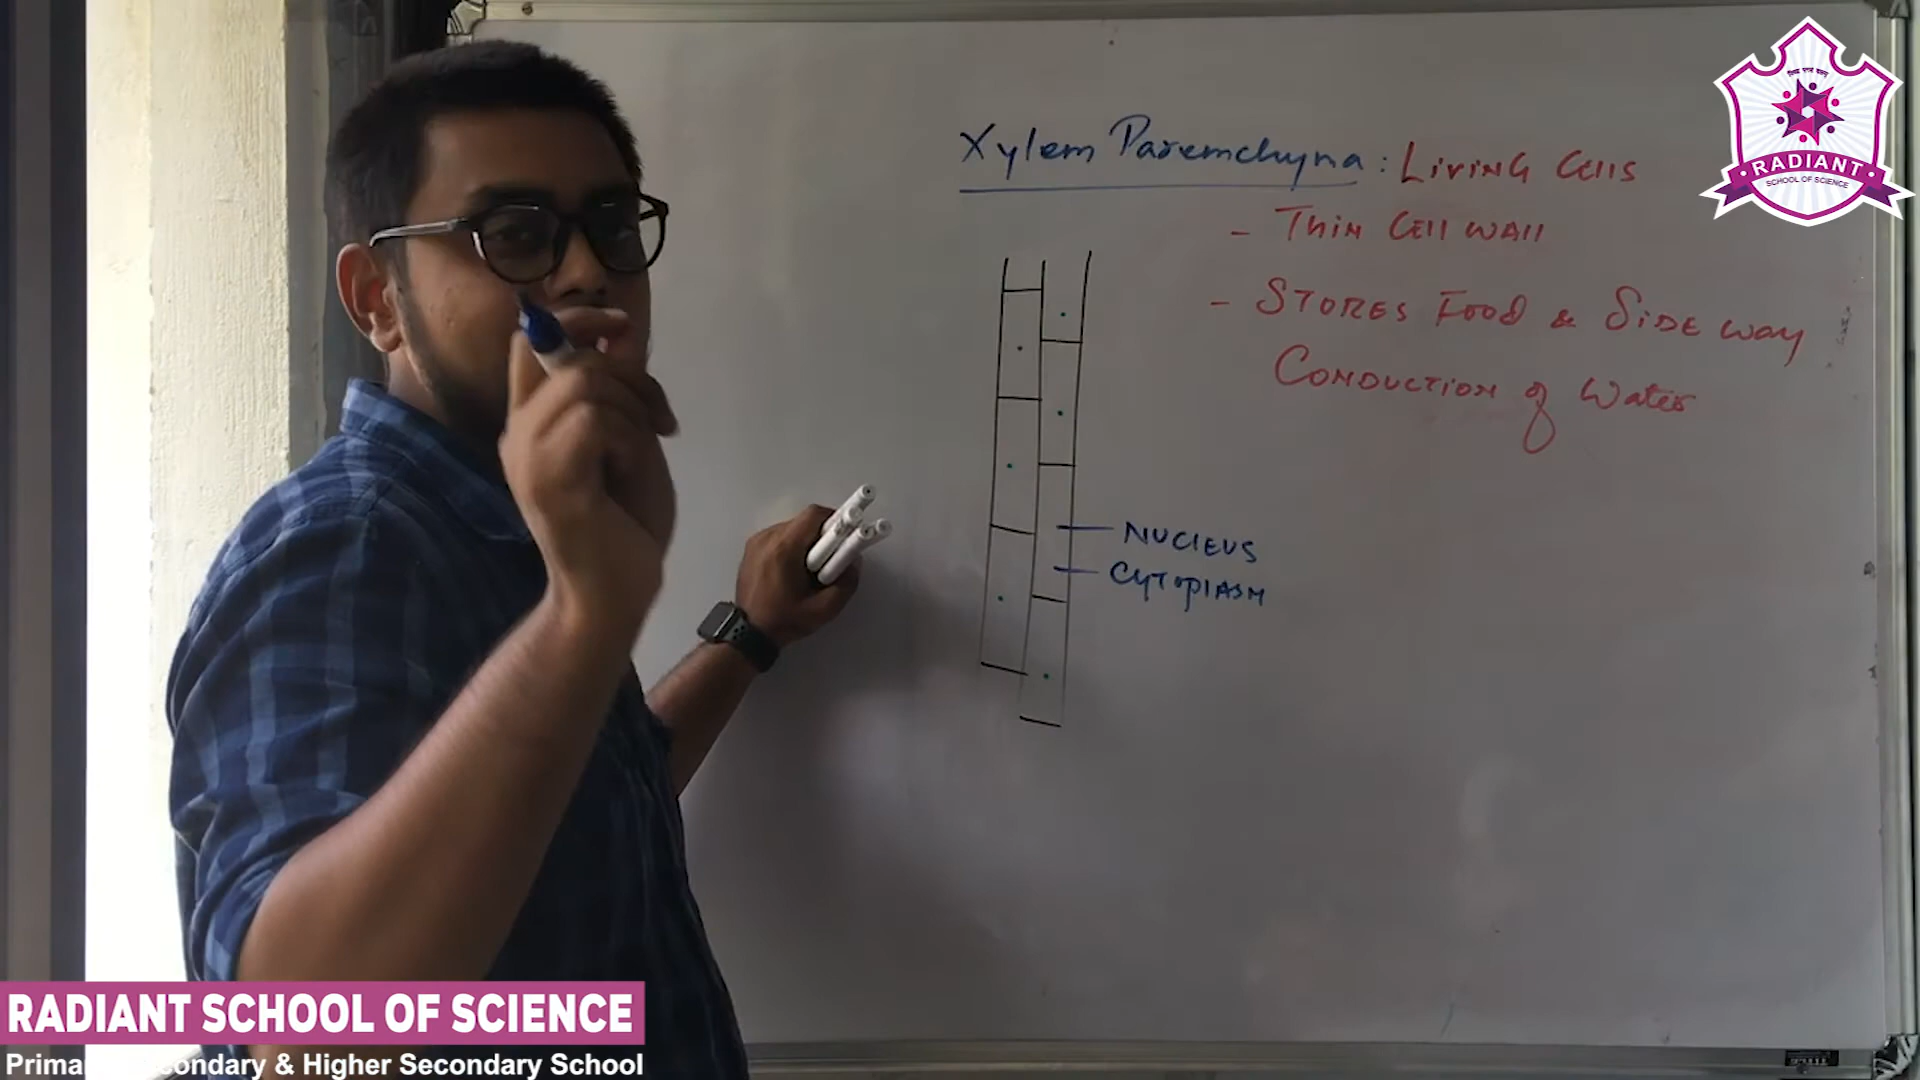 Xylem Paremchyna : LiviNG Cells
- Thin Cell wall
- STORES Food & SiDE way
CONDUCTION of Water
NUCleUS
CYTOPlASM
RADIANT
SCHOOL OF SCIENCE
RADIANT SCHOOL OF SCIENCE
Prima ondary & Higher Secondary School